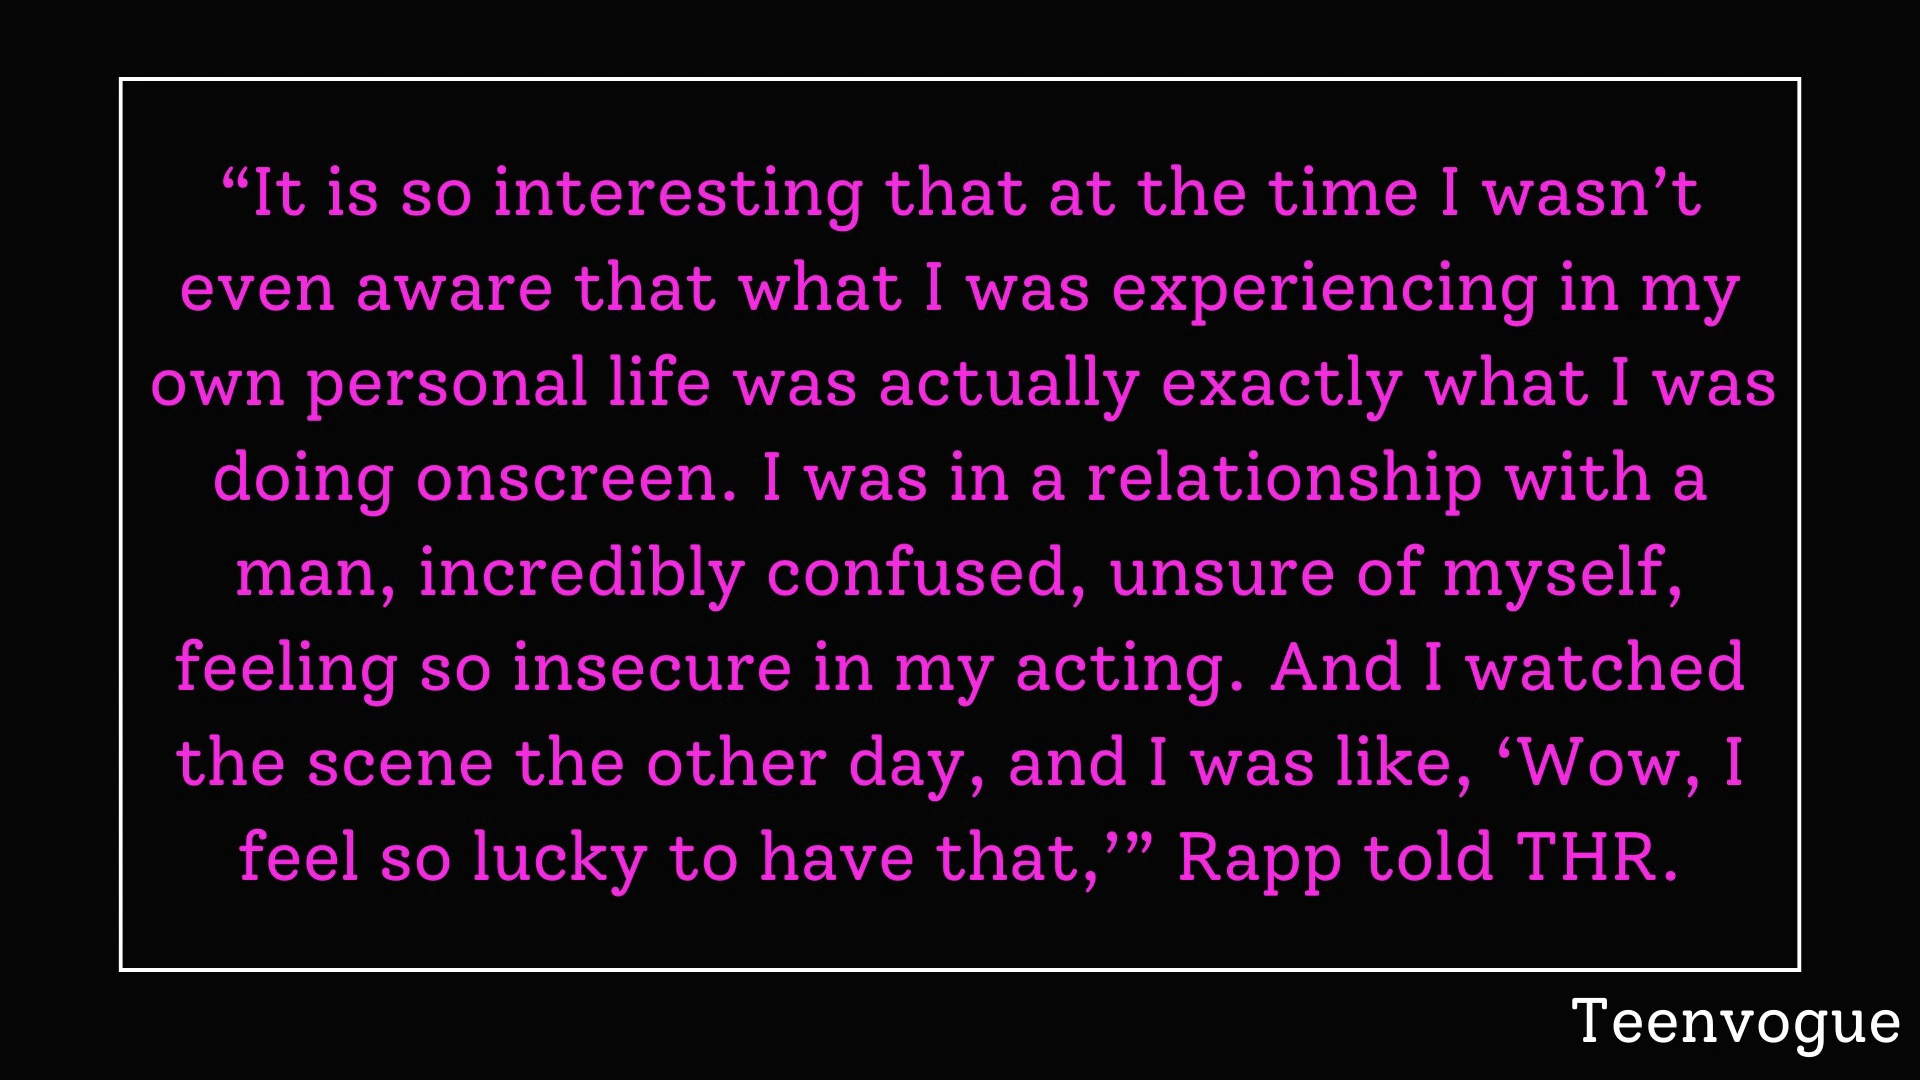 “It is so interesting that at the time I wasn’t
even aware that what I was experiencing in my
own personal life was actually exactly what I was
doing onscreen. I was in a relationship with a
man, incredibly confused, unsure of myself,
feeling so insecure in my acting. And I watched
the scene the other day, and I was like, ‘Wow, I
feel so lucky to have that,’” Rapp told THR.
Teenvogue